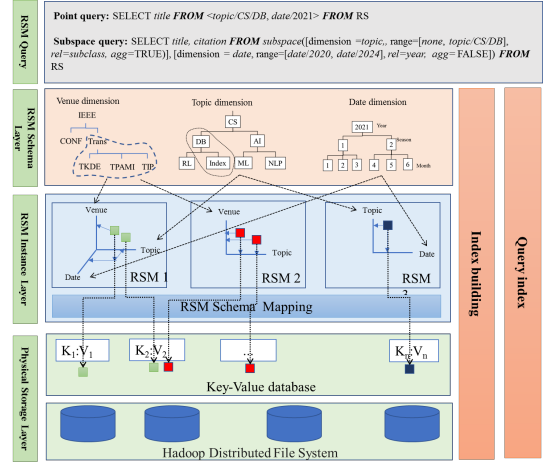 RSM Query
Point query: SELECT title FROM <topic/CS/DB, date/2021> FROM RS
Subspace query: SELECT title, citation FROM subspace([dimension =topic,, range=[none, topic/CS/DB], rel=subclass, agg=TRUE)], [dimension = date, range=[date/2020, date/2024], rel=year, agg= FALSE]) FROM RS
RSM Schema Layer
Venue dimension
Topic dimension
Date dimension
IEEE
CONF
Trans
TKDE
TPAMI
TIP
CS
DB
AI
RL
Index
ML
NLP
2021
Year
Season
1
2
1
2
3
4
5
6
Month
RSM Instance Layer
Venue
Topic
Date
RSM 1
Venue
Topic
RSM 2
Topic
Date
RSM
RSM Schema Mapping
Physical Storage Layer
K1:V1
K2:V2
...
Kn:Vn
Key-Value database
Hadoop Distributed File System
Index building
Query index